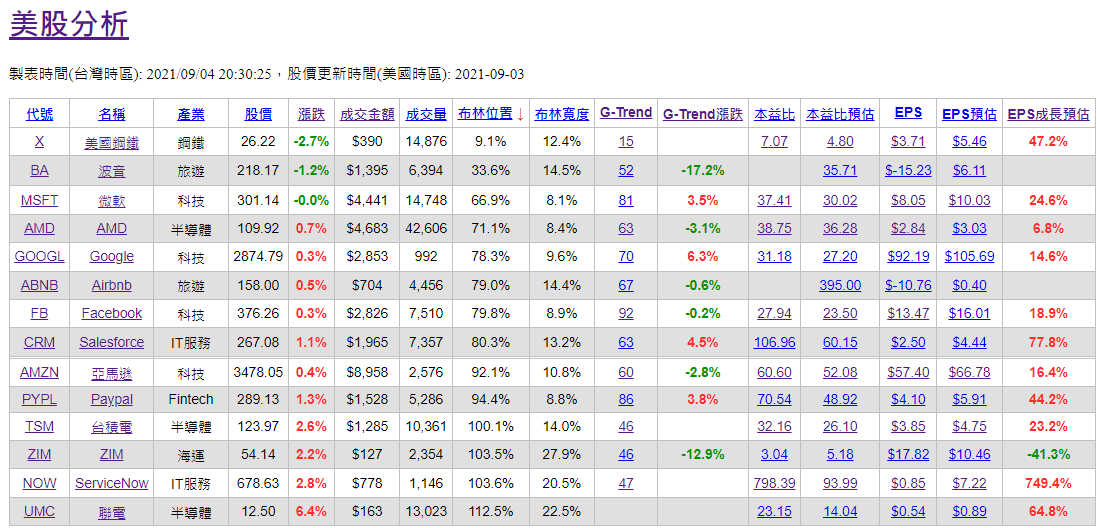 美股分析
製表時間(台灣時區): 2021/09/04 20:30:25，股價更新時間(美國時區): 2021-09-03
代號 名稱 產業 股價 漲跌 成交金額 成交量 布林位置↓ 布林寬度 G-Trend G-Trend漲跌 本益比 本益比預估 EPS EPS預估 EPS成長預估
X 美國鋼鐵 鋼鐵 26.22 -2.7% $390 14,876 9.1% 12.4% 15 7.07 4.80 $3.71 $5.46 47.2%
BA 波音 旅遊 218.17 -1.2% $1,395 6,394 33.6% 14.5% 52 -17.2% 35.71 $-15.23 $6.11
MSFT 微軟 科技 301.14 -0.0% $4,441 14,748 66.9% 8.1% 81 3.5% 37.41 30.02 $8.05 $10.03 24.6%
AMD AMD 半導體 109.92 0.7% $4,683 42,606 71.1% 8.4% 63 -3.1% 38.75 36.28 $2.84 $3.03 6.8%
GOOGL Google 科技 2874.79 0.3% $2,853 992 78.3% 9.6% 70 6.3% 31.18 27.20 $92.19 $105.69 14.6%
ABNB Airbnb 旅遊 158.00 0.5% $704 4,456 79.0% 14.4% 67 -0.6% 395.00 $-10.76 $0.40
FB Facebook 科技 376.26 0.3% $2,826 7,510 79.8% 8.9% 92 -0.2% 27.94 23.50 $13.47 $16.01 18.9%
CRM Salesforce IT服務 267.08 1.1% $1,965 7,357 80.3% 13.2% 63 4.5% 106.96 60.15 $2.50 $4.44 77.8%
AMZN 亞馬遜 科技 3478.05 0.4% $8,958 2,576 92.1% 10.8% 60 -2.8% 60.60 52.08 $57.40 $66.78 16.4%
PYPL Paypal Fintech 289.13 1.3% $1,528 5,286 94.4% 8.8% 86 3.8% 70.54 48.92 $4.10 $5.91 44.2%
TSM 台積電 半導體 123.97 2.6% $1,285 10,361 100.1% 14.0% 46 32.16 26.10 $3.85 $4.75 23.2%
ZIM ZIM 海運 54.14 2.2% $127 2,354 103.5% 27.9% 46 -12.9% 3.04 5.18 $17.82 $10.46 -41.3%
NOW ServiceNow IT服務 678.63 2.8% $778 1,146 103.6% 20.5% 47 798.39 93.99 $0.85 $7.22 749.4%
UMC 聯電 半導體 12.50 6.4% $163 13,023 112.5% 22.5% 23.15 14.04 $0.54 $0.89 64.8%